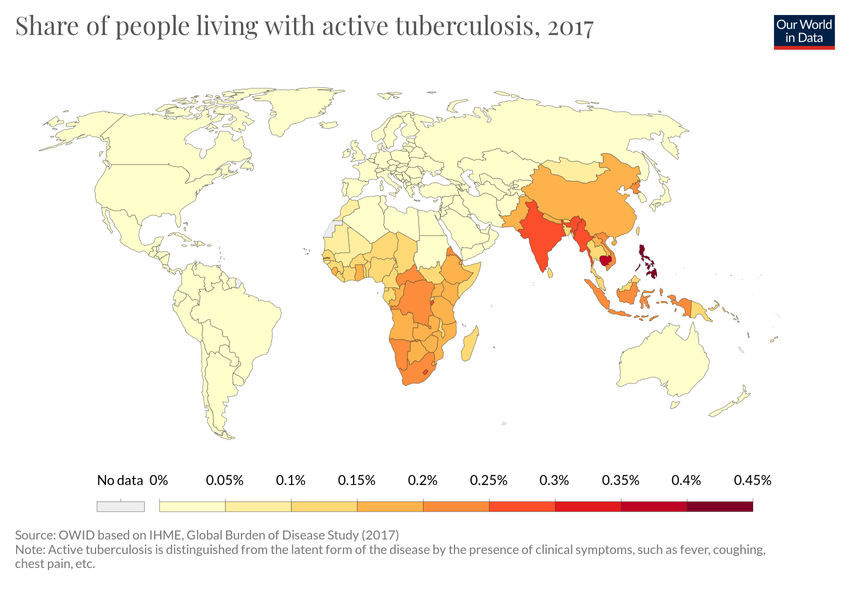 Share of people living with active tuberculosis, 2017
Our World
in Data
No data 0% 0.05% 0.1% 0.15% 0.2% 0.25% 0.3% 0.35% 0.4% 0.45%
Source: OWID based on IHME, Global Burden of Disease Study (2017)
Note: Active tuberculosis is distinguished from the latent form of the disease by the presence of clinical symptoms, such as fever, coughing,
chest pain, etc.